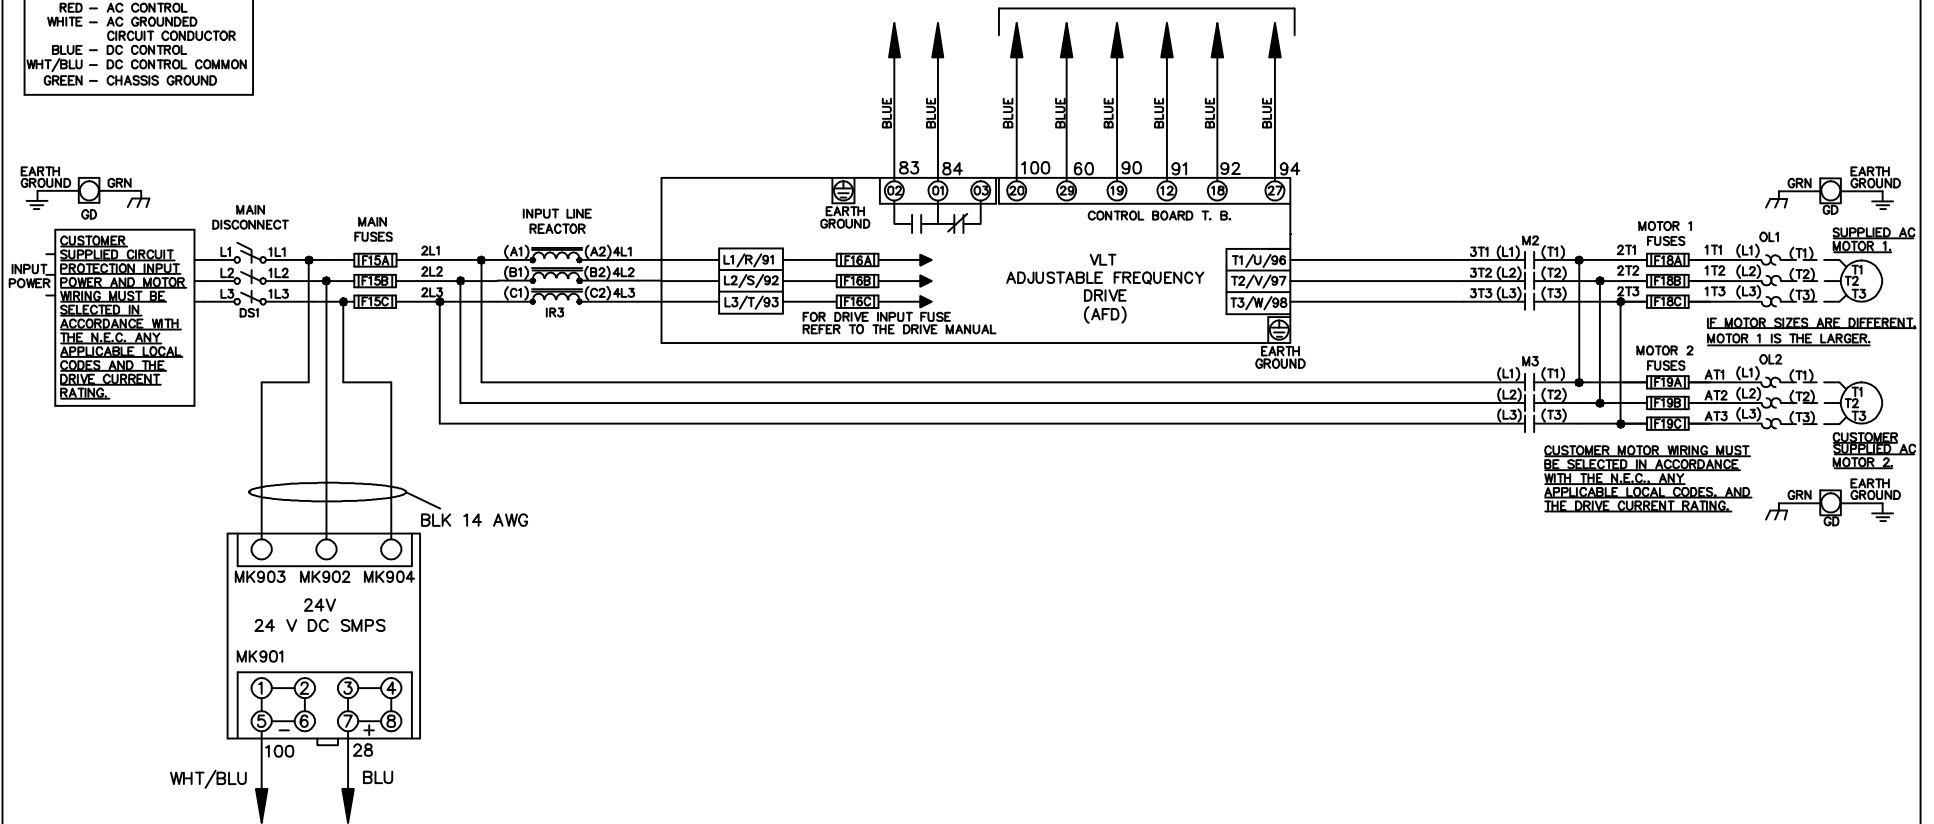 RED – AC CONTROL
WHITE – AC GROUNDED
CIRCUIT CONDUCTOR
BLUE – DC CONTROL
WHT/BLU – DC CONTROL COMMON
GREEN – CHASSIS GROUND
BLUE
BLUE
BLUE
BLUE
BLUE
BLUE
BLUE
BLUE
83
84
100
60
90
91
92
94
02
01
03
20
29
19
12
18
27
EARTH
GROUND
CONTROL BOARD T. B.
EARTH
GROUND
GRN
GD
INPUT
POWER
CUSTOMER
SUPPLIED CIRCUIT
PROTECTION INPUT
POWER AND MOTOR
WIRING MUST BE
SELECTED IN
ACCORDANCE WITH
THE N.E.C. ANY
APPLICABLE LOCAL
CODES AND THE
DRIVE CURRENT
RATING.
MAIN
DISCONNECT
L1 1L1
L2 1L2
L3 1L3
DS1
MAIN
FUSES
F15A
F15B
F15C
2L1
2L2
2L3
INPUT LINE
REACTOR
(A1) (A2) 4L1
(B1) (B2) 4L2
(C1) (C2) 4L3
IR3
L1/R/91
L2/S/92
L3/T/93
F16A
F16B
F16C
FOR DRIVE INPUT FUSE
REFER TO THE DRIVE MANUAL
VLT
ADJUSTABLE FREQUENCY
DRIVE
(AFD)
T1/U/96
T2/V/97
T3/W/98
EARTH
GROUND
M2
3T1 (L1) (T1)
3T2 (L2) (T2)
3T3 (L3) (T3)
MOTOR 1
FUSES
2T1 F18A 1T1 (L1)
2T2 F18B 1T2 (L2)
2T3 F18C 1T3 (L3)
OL1
(T1)
(T2)
(T3)
T1
T2
T3
GRN
GD
EARTH
GROUND
SUPPLIED AC
MOTOR 1.
IF MOTOR SIZES ARE DIFFERENT,
MOTOR 1 IS THE LARGER.
M3
(L1) (T1)
(L2) (T2)
(L3) (T3)
MOTOR 2
FUSES
F19A AT1 (L1)
F19B AT2 (L2)
F19C AT3 (L3)
OL2
(T1)
(T2)
(T3)
T1
T2
T3
CUSTOMER
SUPPLIED AC
MOTOR 2.
CUSTOMER MOTOR WIRING MUST
BE SELECTED IN ACCORDANCE
WITH THE N.E.C., ANY
APPLICABLE LOCAL CODES, AND
THE DRIVE CURRENT RATING.
GRN
GD
EARTH
GROUND
BLK 14 AWG
MK903 MK902 MK904
24V
24 V DC SMPS
MK901
1 2 3 4
5 6 7 8
– +
100
28
WHT/BLU
BLU